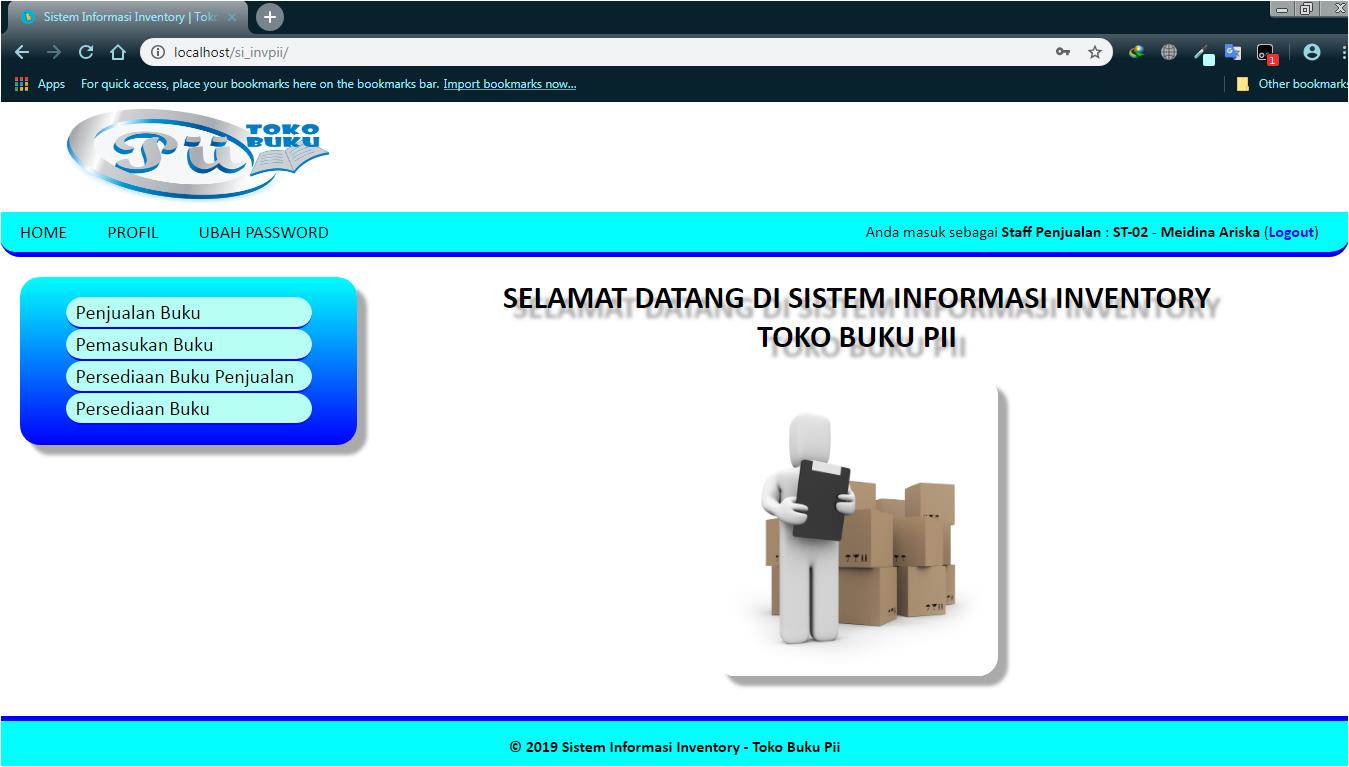 Sistem Informasi Inventory | Toko
localhost/si_invpii/
Apps For quick access, place your bookmarks here on the bookmarks bar. Import bookmarks now... Other bookmarks
Pii TOKO
BUKU
HOME PROFIL UBAH PASSWORD Anda masuk sebagai Staff Penjualan : ST-02 - Meidina Ariska (Logout)
Penjualan Buku
Pemasukan Buku
Persediaan Buku Penjualan
Persediaan Buku
SELAMAT DATANG DI SISTEM INFORMASI INVENTORY
TOKO BUKU PII
© 2019 Sistem Informasi Inventory - Toko Buku Pii